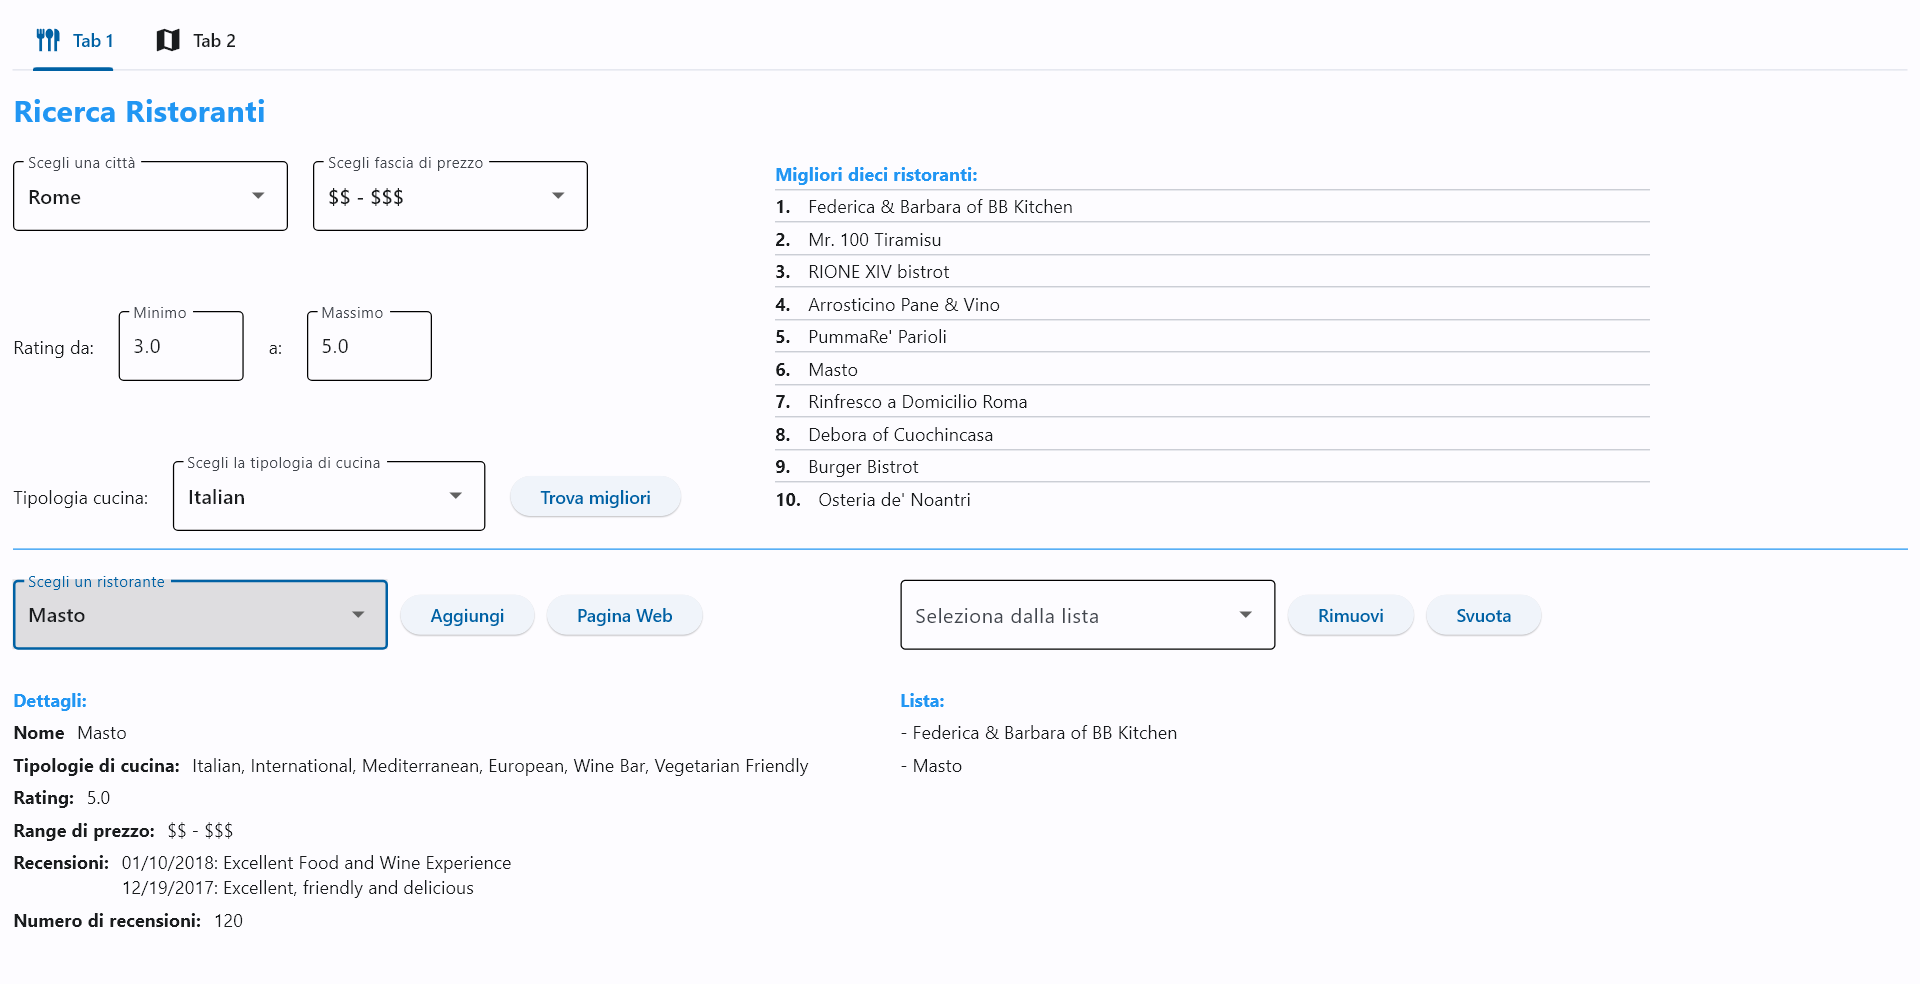 Tab 1
Tab 2
Ricerca Ristoranti
Scegli una città
Rome
Scegli fascia di prezzo
$$ - $$$
Rating da:
Minimo
3.0
a:
Massimo
5.0
Tipologia cucina:
Scegli la tipologia di cucina
Italian
Trova migliori
Migliori dieci ristoranti:
1. Federica & Barbara of BB Kitchen
2. Mr. 100 Tiramisu
3. RIONE XIV bistrot
4. Arrosticino Pane & Vino
5. PummaRe' Parioli
6. Masto
7. Rinfresco a Domicilio Roma
8. Debora of Cuochincasa
9. Burger Bistrot
10. Osteria de' Noantri
Scegli un ristorante
Masto
Aggiungi
Pagina Web
Seleziona dalla lista
Rimuovi
Svuota
Dettagli:
Nome Masto
Tipologie di cucina: Italian, International, Mediterranean, European, Wine Bar, Vegetarian Friendly
Rating: 5.0
Range di prezzo: $$ - $$$
Recensioni: 01/10/2018: Excellent Food and Wine Experience
12/19/2017: Excellent, friendly and delicious
Numero di recensioni: 120
Lista:
- Federica & Barbara of BB Kitchen
- Masto